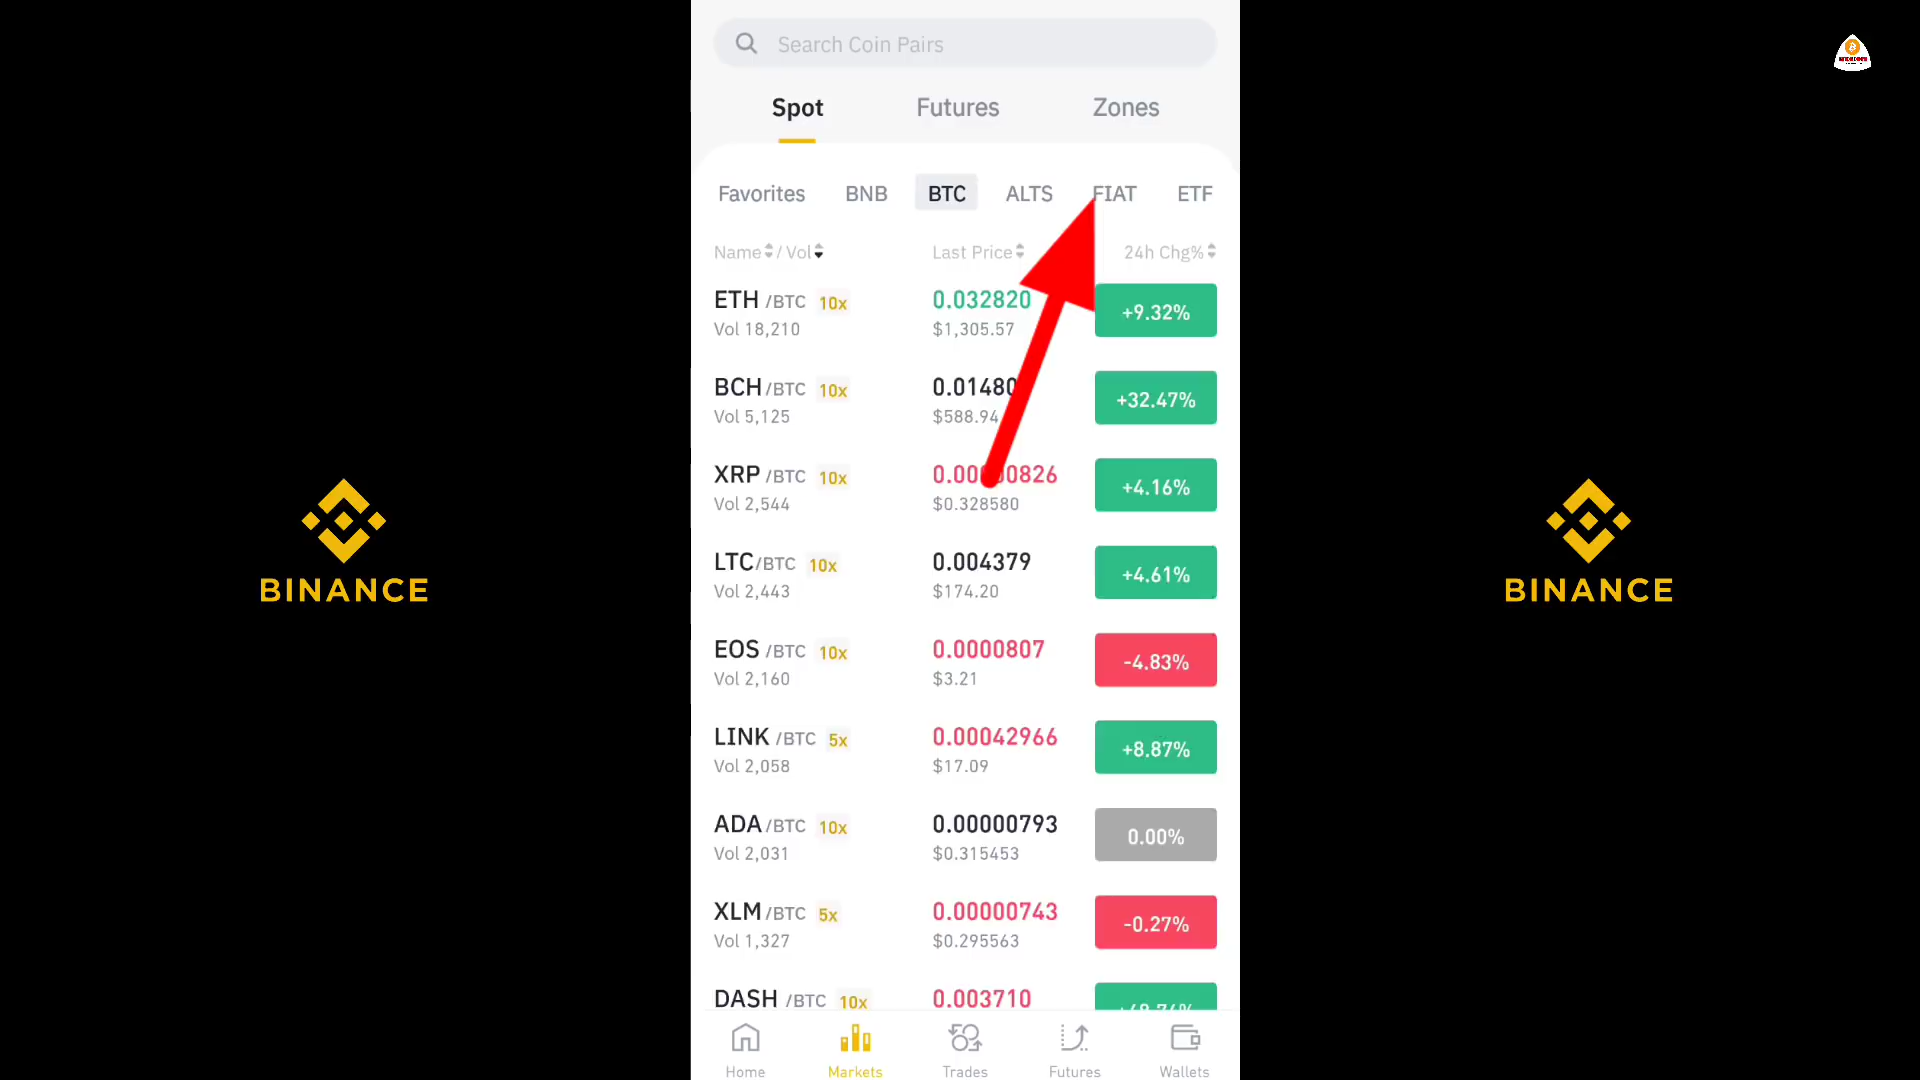 Search Coin Pairs
Spot Futures Zones
Favorites BNB BTC ALTS FIAT ETF
Name / Vol Last Price 24h Chg%
ETH /BTC 10x 0.032820 +9.32%
Vol 18,210 $1,305.57
BCH /BTC 10x 0.01480 +32.47%
Vol 5,125 $588.94
XRP /BTC 10x +4.16%
Vol 2,544 $0.328580
LTC /BTC 10x 0.004379 +4.61%
Vol 2,443 $174.20
EOS /BTC 10x 0.0000807 -4.83%
Vol 2,160 $3.21
LINK /BTC 5x 0.00042966 +8.87%
Vol 2,058 $17.09
ADA /BTC 10x 0.00000793 0.00%
Vol 2,031 $0.315453
XLM /BTC 5x 0.00000743 -0.27%
Vol 1,327 $0.295563
DASH /BTC 10x 0.003710
Home Markets Trades Futures Wallets
BINANCE
BINANCE